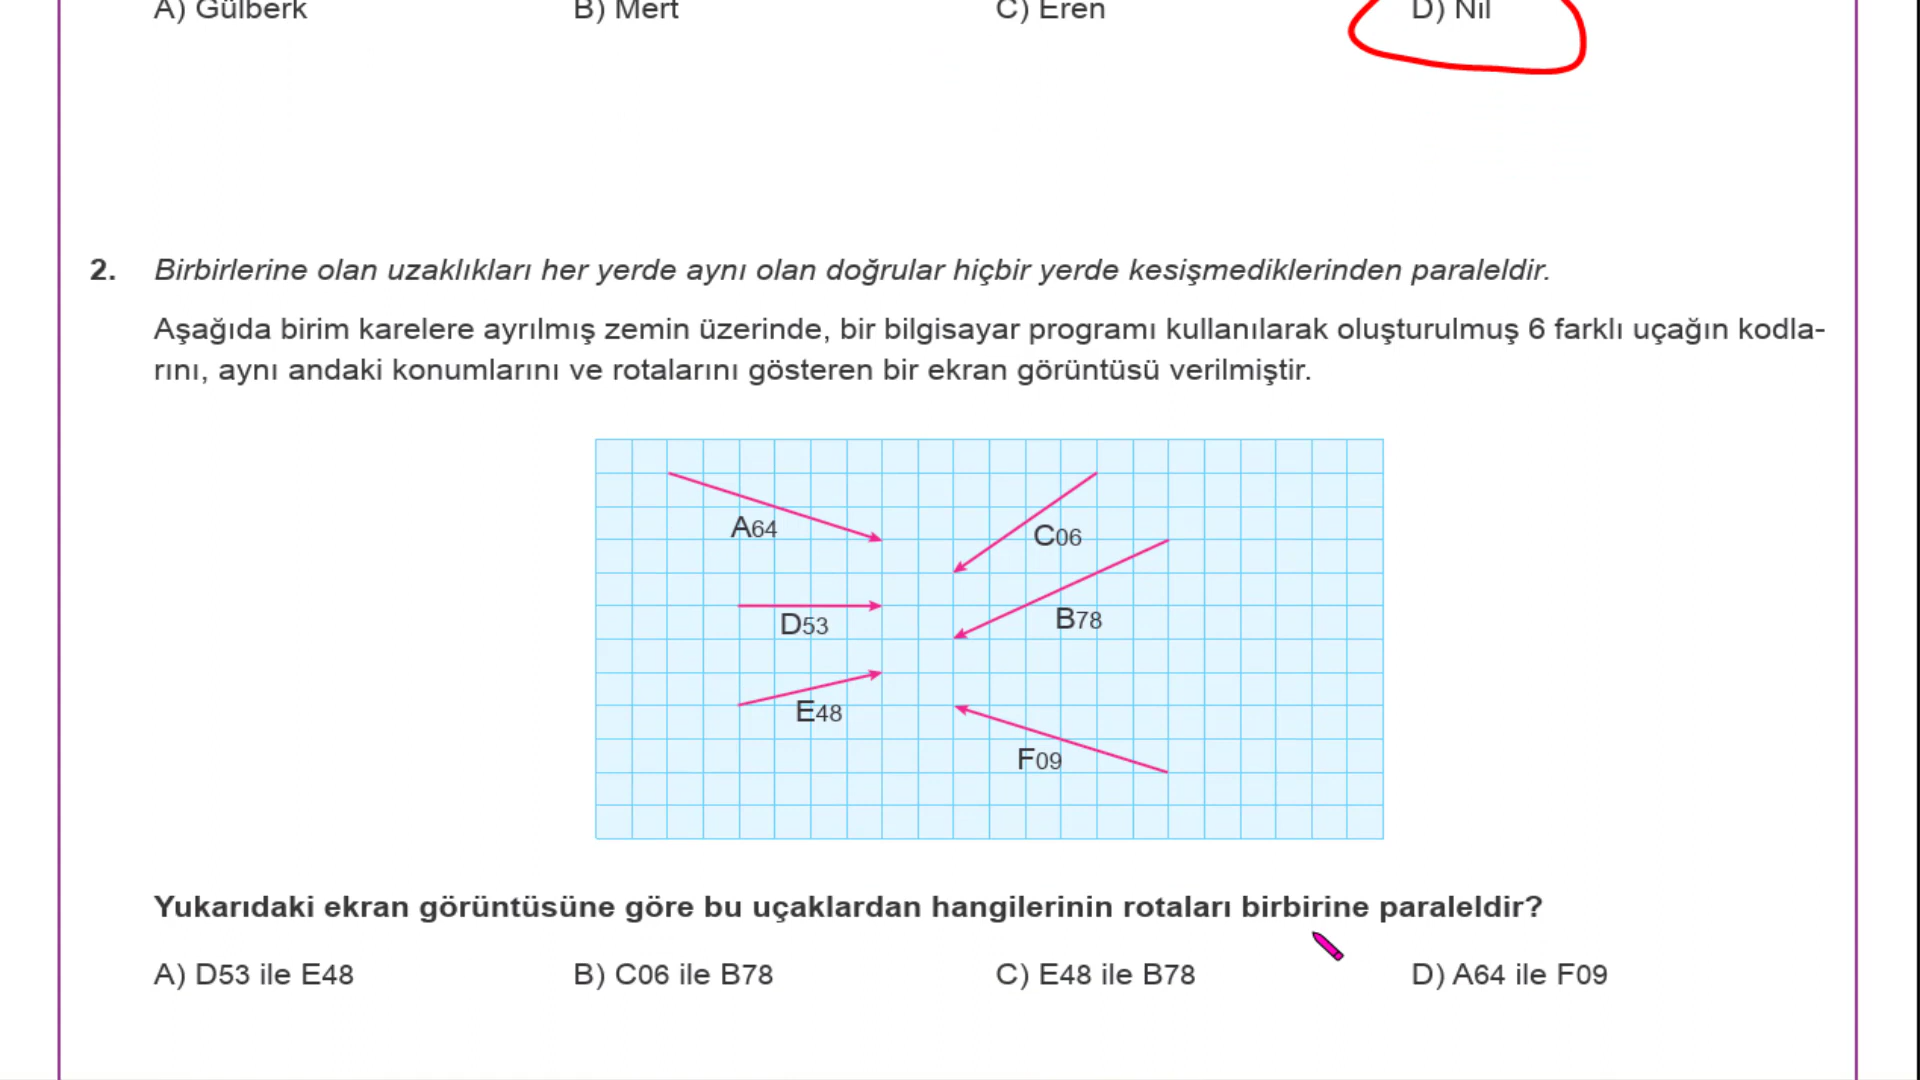 A) Gülberk B) Mert C) Eren D) Nil
2. Birbirlerine olan uzaklıkları her yerde aynı olan doğrular hiçbir yerde kesişmediklerinden paraleldir.
Aşağıda birim karelere ayrılmış zemin üzerinde, bir bilgisayar programı kullanılarak oluşturulmuş 6 farklı uçağın kodla-
rını, aynı andaki konumlarını ve rotalarını gösteren bir ekran görüntüsü verilmiştir.
A64
C06
D53
B78
E48
F09
Yukarıdaki ekran görüntüsüne göre bu uçaklardan hangilerinin rotaları birbirine paraleldir?
A) D53 ile E48 B) C06 ile B78 C) E48 ile B78 D) A64 ile F09